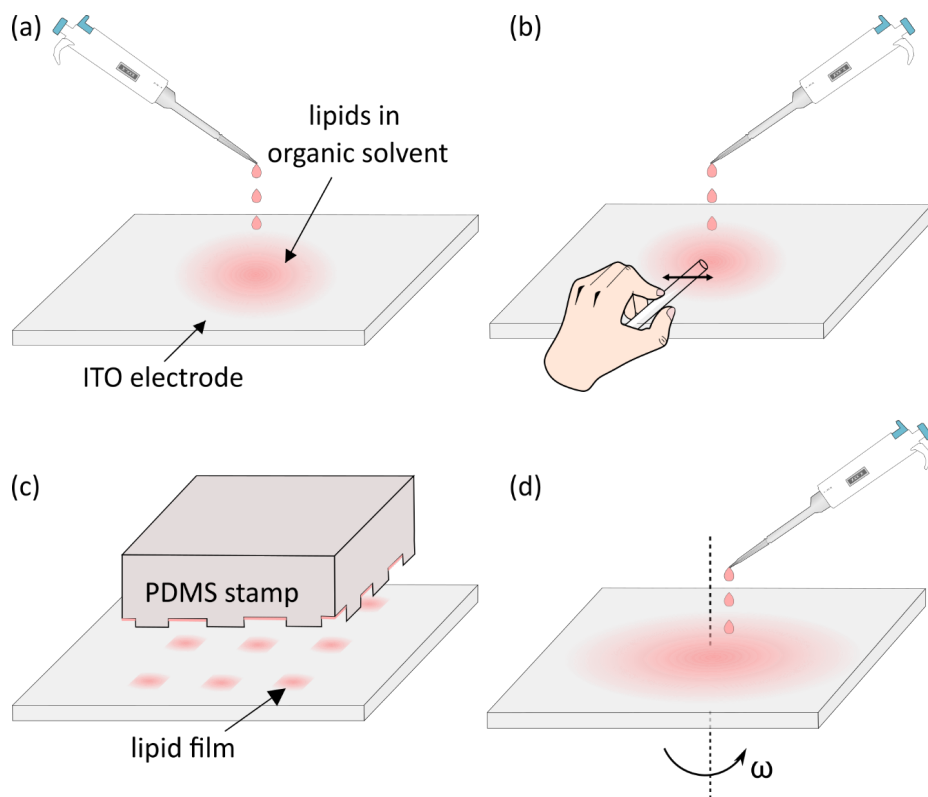 (a)
lipids in
organic solvent
ITO electrode
(b)
(c)
PDMS stamp
lipid film
(d)
ω